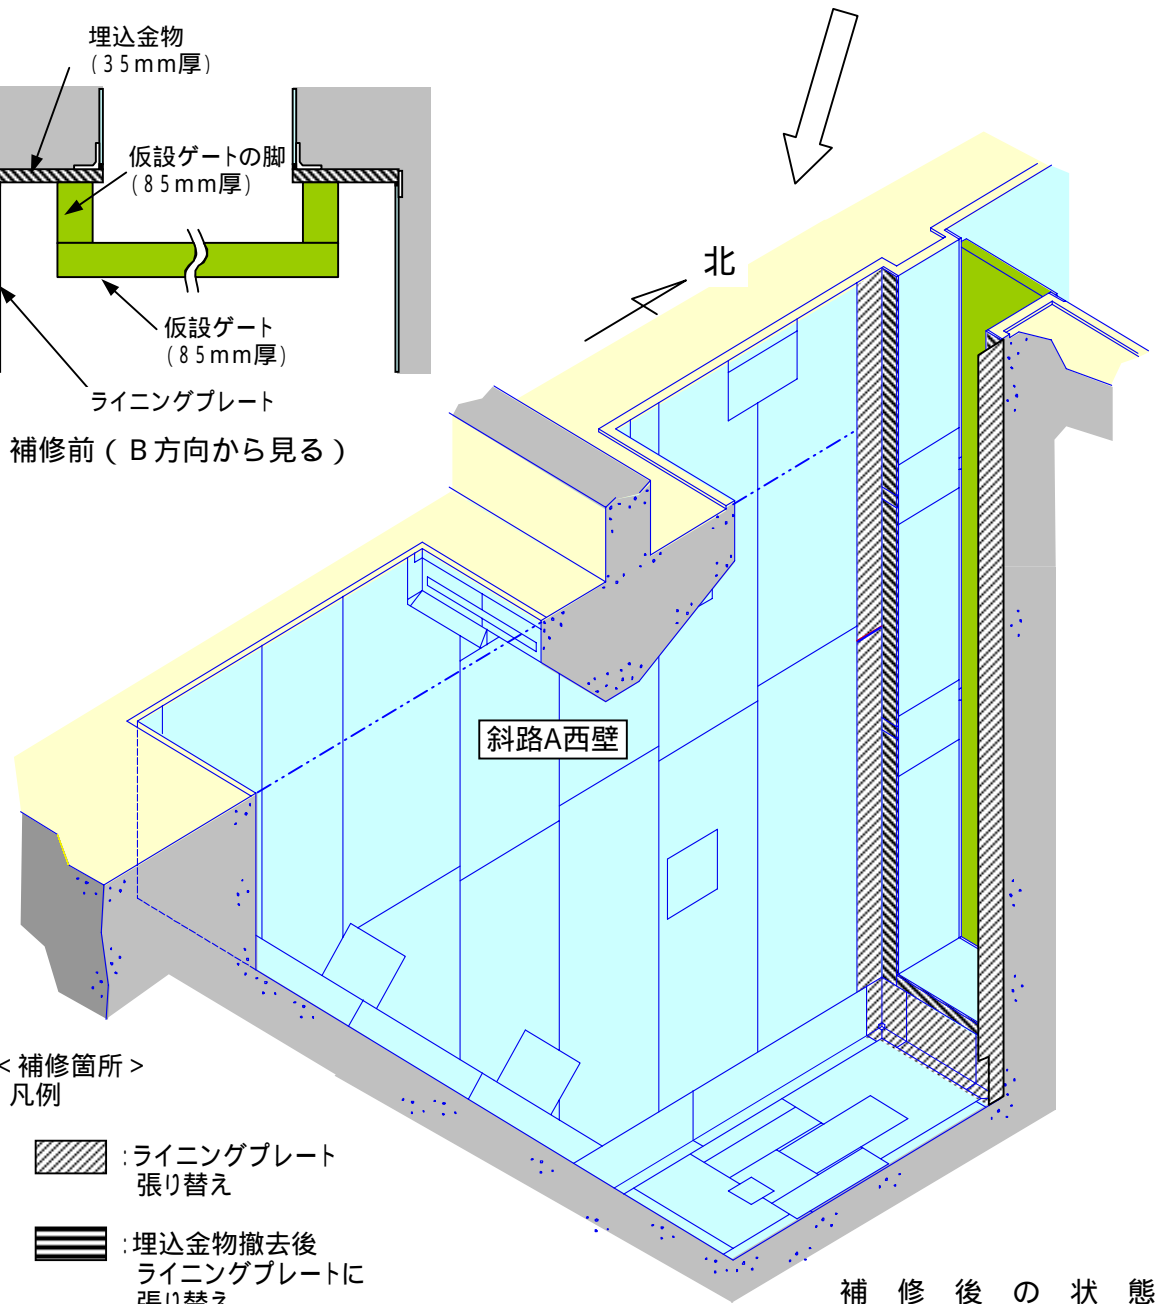 埋込金物
(35mm厚)
仮設ゲートの脚
(85mm厚)
仮設ゲート
(85mm厚)
ライニングプレート
補修前(B方向から見る)
北
斜路A西壁
<補修箇所>
凡例
:ライニングプレート
張り替え
:埋込金物撤去後
ライニングプレートに
張り替え
補修後の状態